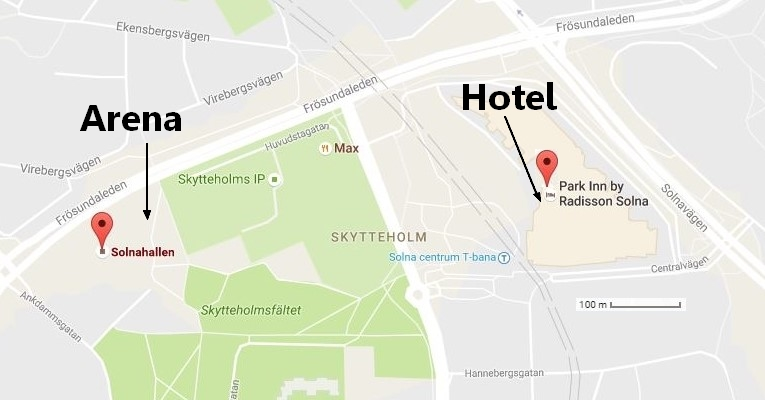 Ekensbergsvägen
Frösundaleden
Virebergsvägen
Frösundaleden
Hotel
Arena
Huvudstagatan
Max
Virebergsvägen
Skytteholms IP
Park Inn by
Radisson Solna
Solnavägen
Frösundaleden
SKYTTEHOLM
Solnahallen
Solna centrum T-bana
T
Centralvägen
Ankdammsgatan
Skytteholmsfältet
100 m
Hannebergsgatan